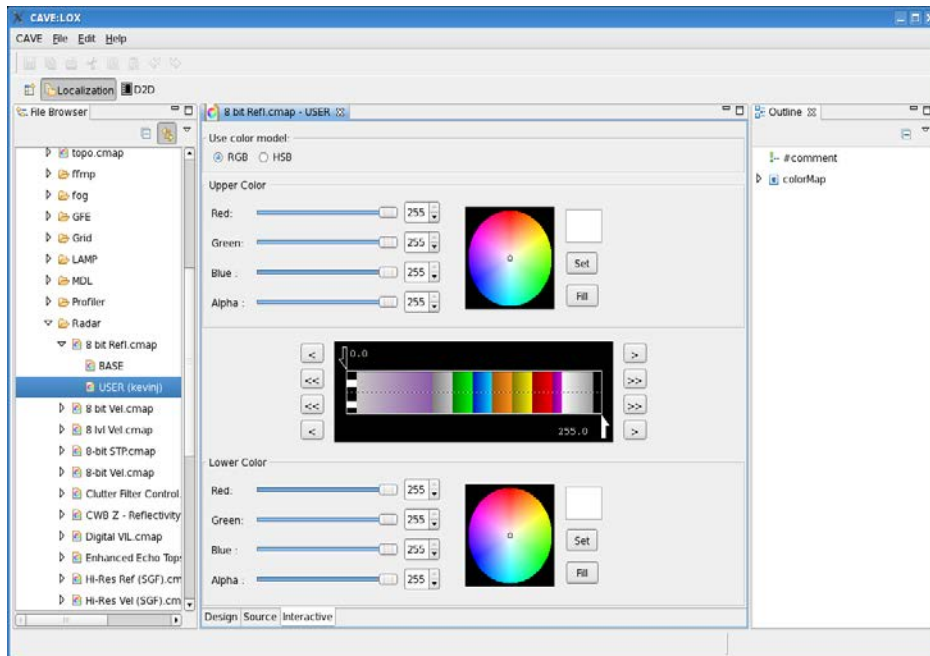 CAVE:LOX
CAVE File Edit Help
Localization D2D
File Browser
topo.cmap
ffmp
fog
GFE
Grid
LAMP
MDL
Profiler
Radar
8 bit Refl.cmap
BASE
USER (kevinj)
8 bit Vel.cmap
8 lvl Vel.cmap
8-bit STP.cmap
8-bit Vel.cmap
Clutter Filter Control.
CWB Z - Reflectivity
Digital VIL.cmap
Enhanced Echo Tops
Hi-Res Ref (SGF).cm
Hi-Res Vel (SGF).cm
8 bit Refl.cmap - USER
Use color model:
RGB HSB
Upper Color
Red: 255
Green: 255
Blue : 255
Alpha : 255
Set
Fill
< 0.0 >
<< >>
<< >>
< 255.0 >
Lower Color
Red: 255
Green: 255
Blue : 255
Alpha : 255
Set
Fill
Design Source Interactive
Outline
#comment
colorMap